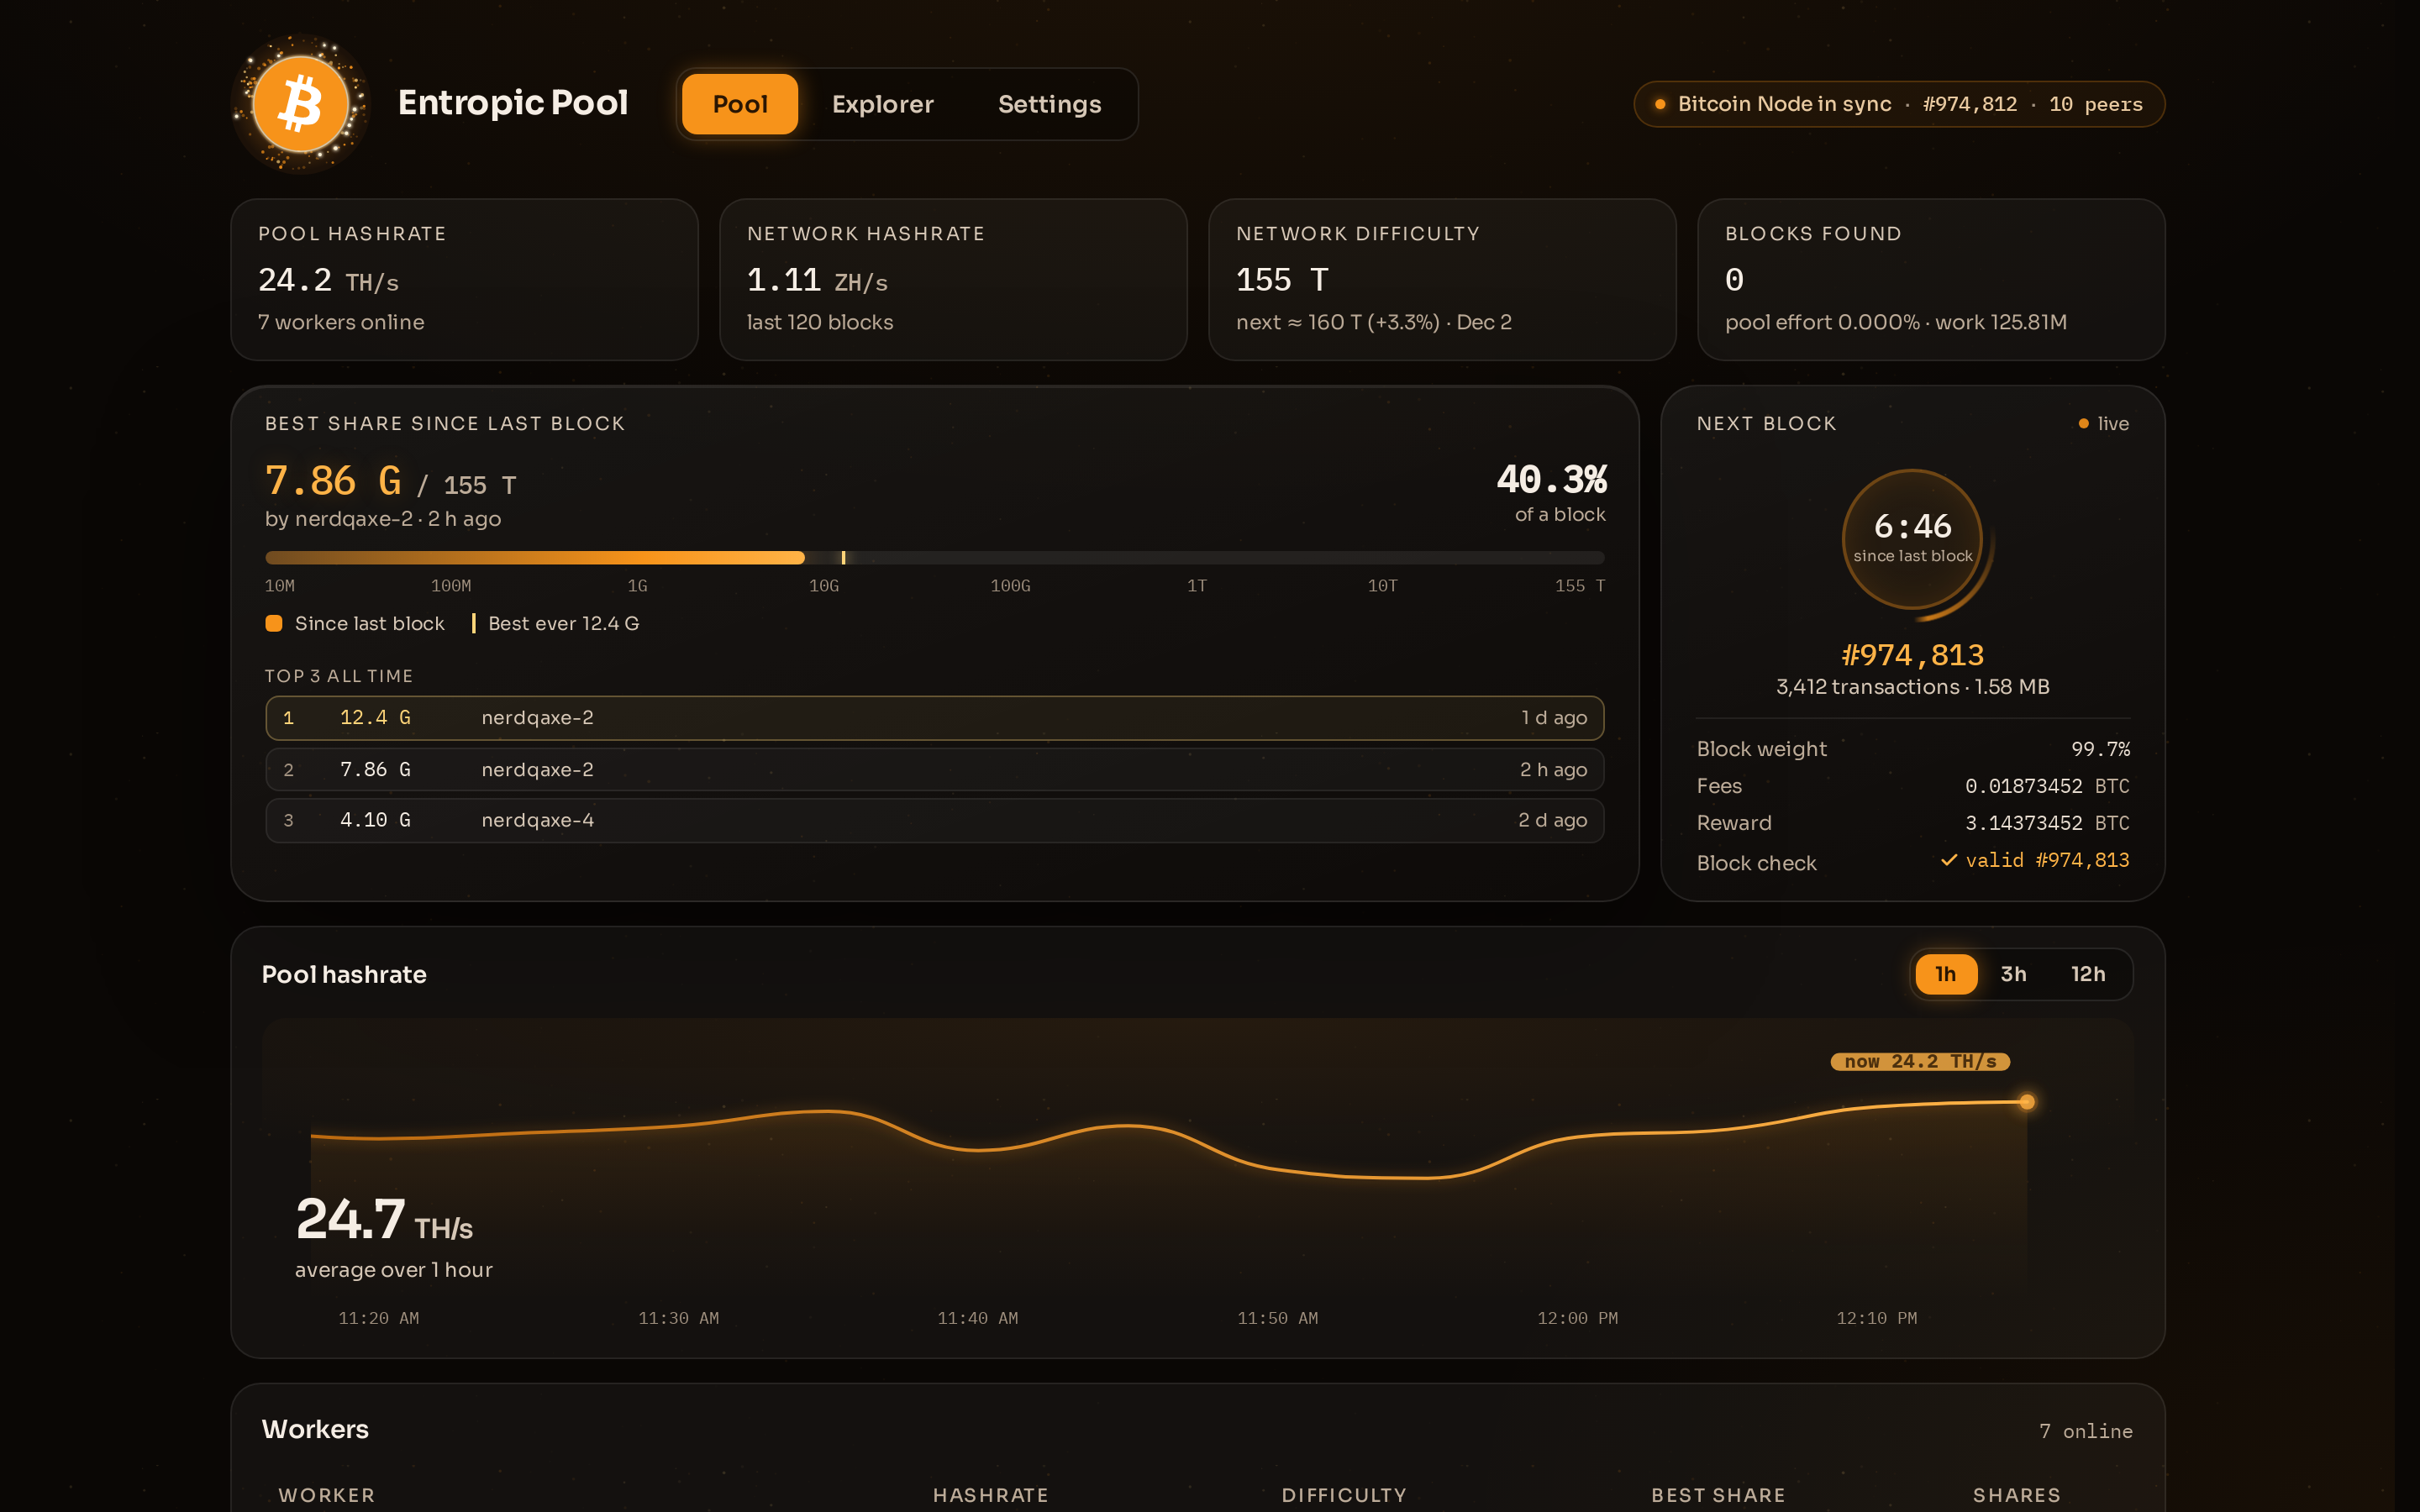 Entropic Pool
Pool Explorer Settings
Bitcoin Node in sync · #974,812 · 10 peers
POOL HASHRATE
24.2 TH/s
7 workers online
NETWORK HASHRATE
1.11 ZH/s
last 120 blocks
NETWORK DIFFICULTY
155 T
next ≈ 160 T (+3.3%) · Dec 2
BLOCKS FOUND
0
pool effort 0.000% · work 125.81M
BEST SHARE SINCE LAST BLOCK
7.86 G / 155 T
by nerdqaxe-2 · 2 h ago
40.3%
of a block
10M 100M 1G 10G 100G 1T 10T 155 T
Since last block Best ever 12.4 G
TOP 3 ALL TIME
1 12.4 G nerdqaxe-2 1 d ago
2 7.86 G nerdqaxe-2 2 h ago
3 4.10 G nerdqaxe-4 2 d ago
NEXT BLOCK live
6:46
since last block
#974,813
3,412 transactions · 1.58 MB
Block weight 99.7%
Fees 0.01873452 BTC
Reward 3.14373452 BTC
Block check valid #974,813
Pool hashrate
1h 3h 12h
now 24.2 TH/s
24.7 TH/s
average over 1 hour
11:20 AM 11:30 AM 11:40 AM 11:50 AM 12:00 PM 12:10 PM
Workers 7 online
WORKER HASHRATE DIFFICULTY BEST SHARE SHARES